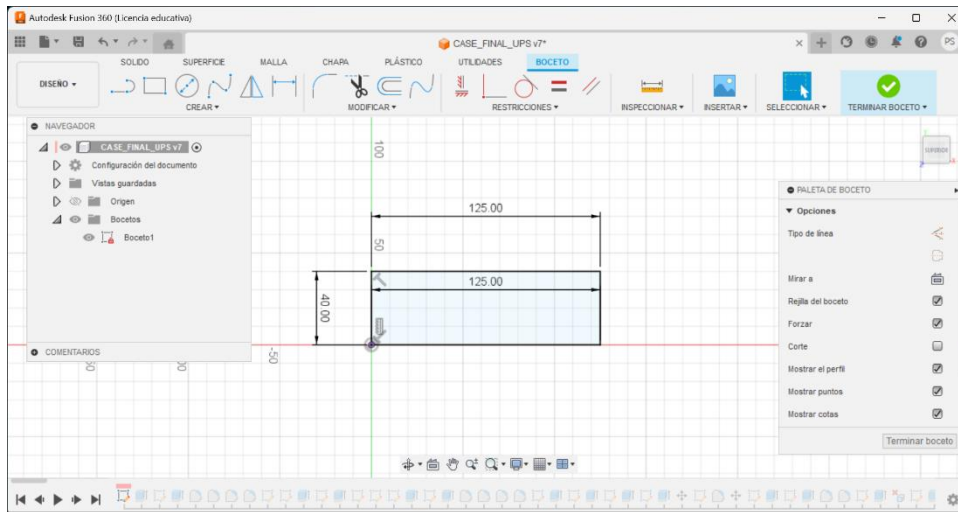 Autodesk Fusion 360 (Licencia educativa)
CASE_FINAL_UPS v7*
PS
SOLIDO SUPERFICIE MALLA CHAPA PLÁSTICO UTILIDADES BOCETO
DISEÑO
CREAR MODIFICAR RESTRICCIONES INSPECCIONAR INSERTAR SELECCIONAR TERMINAR BOCETO
NAVEGADOR
CASE_FINAL_UPS v7
Configuración del documento
Vistas guardadas
Origen
Bocetos
Boceto1
COMENTARIOS
100
50
125.00
125.00
40.00
-50
SUPERIOR
PALETA DE BOCETO
Opciones
Tipo de línea
Mirar a
Rejilla del boceto
Forzar
Corte
Mostrar el perfil
Mostrar puntos
Mostrar cotas
Terminar boceto